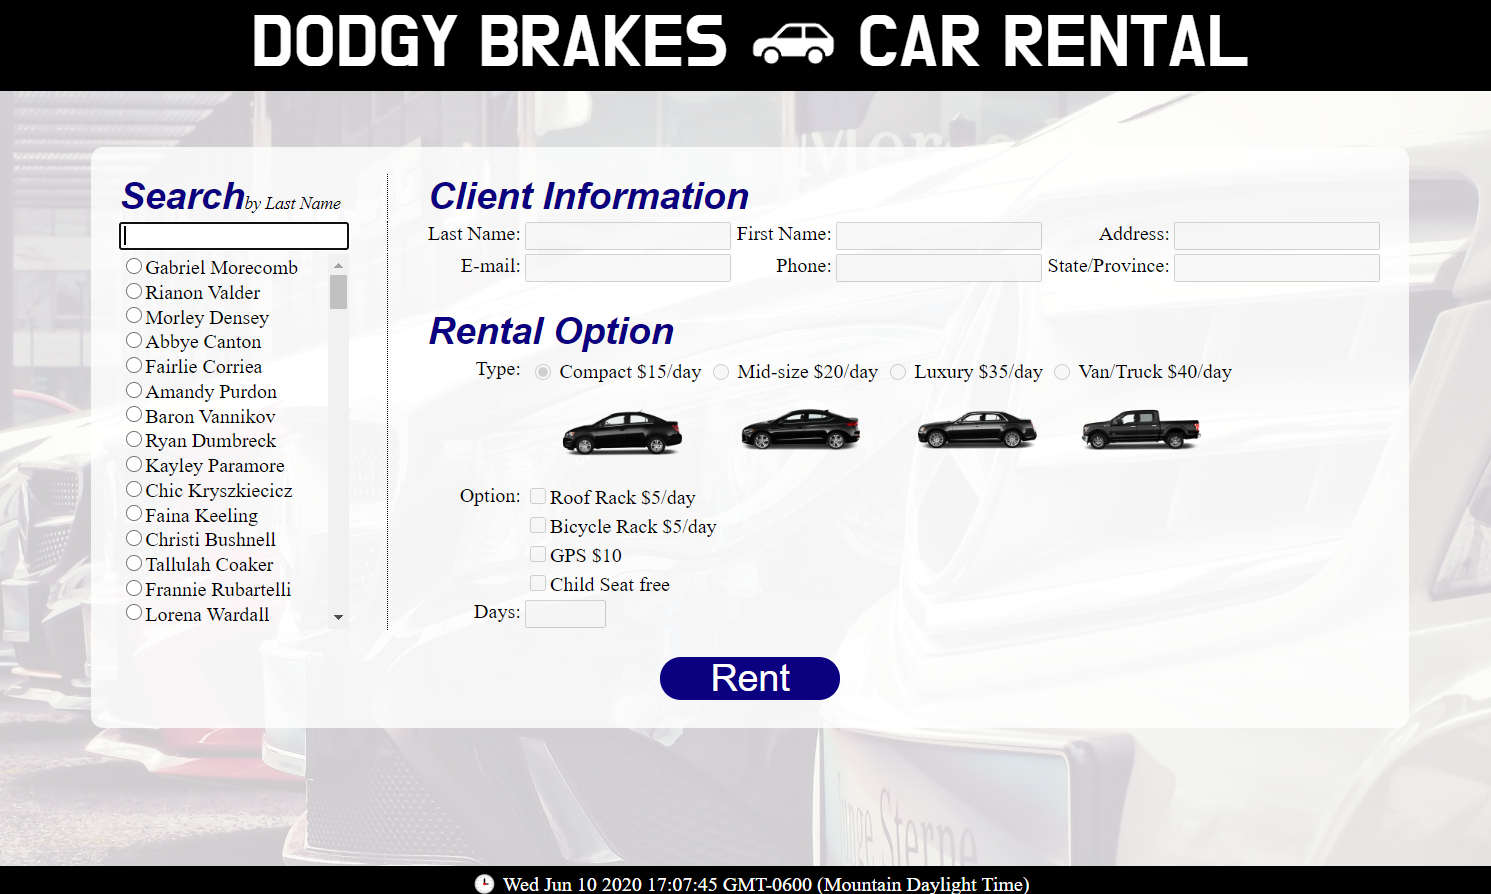 DODGY BRAKES CAR RENTAL
Search by Last Name
Gabriel Morecomb
Rianon Valder
Morley Densey
Abbye Canton
Fairlie Corriea
Amandy Purdon
Baron Vannikov
Ryan Dumbreck
Kayley Paramore
Chic Kryszkiecicz
Faina Keeling
Christi Bushnell
Tallulah Coaker
Frannie Rubartelli
Lorena Wardall
Client Information
Last Name: First Name: Address:
E-mail: Phone: State/Province:
Rental Option
Type: Compact $15/day Mid-size $20/day Luxury $35/day Van/Truck $40/day
Option: Roof Rack $5/day
Bicycle Rack $5/day
GPS $10
Child Seat free
Days:
Rent
Junge Sterne
Wed Jun 10 2020 17:07:45 GMT-0600 (Mountain Daylight Time)